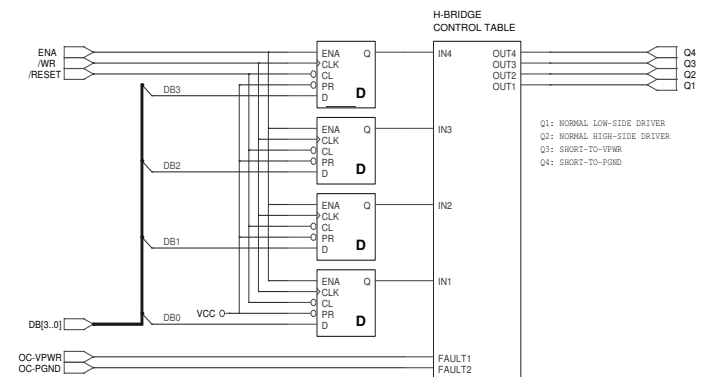 H-BRIDGE
CONTROL TABLE
ENA
/WR
/RESET
DB3
ENA Q
CLK
CL
PR
D D
IN4 OUT4
OUT3
OUT2
OUT1
Q4
Q3
Q2
Q1
Q1: NORMAL LOW-SIDE DRIVER
Q2: NORMAL HIGH-SIDE DRIVER
Q3: SHORT-TO-VPWR
Q4: SHORT-TO-PGND
DB2
ENA Q
CLK
CL
PR
D D
IN3
DB1
ENA Q
CLK
CL
PR
D D
IN2
DB[3..0]
DB0
VCC
ENA Q
CLK
CL
PR
D D
IN1
OC-VPWR
OC-PGND
FAULT1
FAULT2